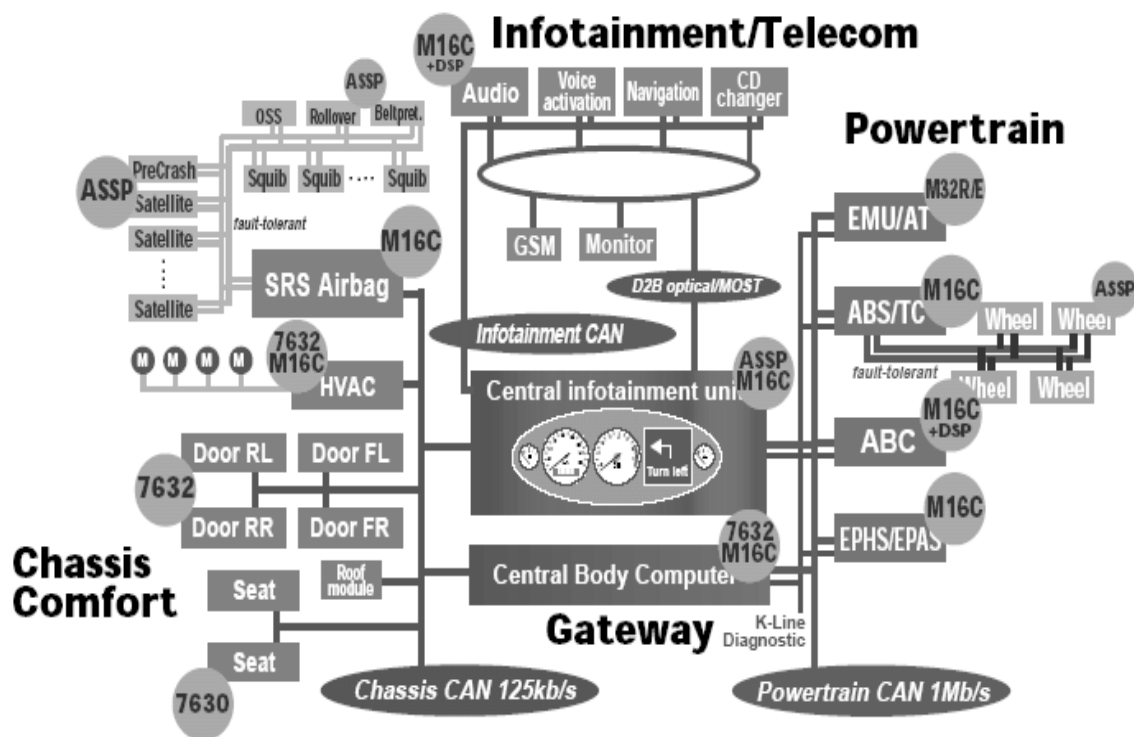 Infotainment/Telecom
M16C
+DSP
Audio
Voice
activation
Navigation
CD
changer
ASSP
OSS
Rollover
Beltpret.
PreCrash
ASSP
Satellite
Squib
Squib
....
Squib
fault-tolerant
Satellite
Satellite
M16C
SRS Airbag
GSM
Monitor
D2B optical/MOST
Infotainment CAN
Powertrain
M32R/E
EMU/AT
M16C
ABS/TC
ASSP
Wheel
Wheel
fault-tolerant
Wheel
Wheel
M16C
+DSP
ABC
M16C
EPHS/EPAS
7632
M16C
M
M
M
M
HVAC
ASSP
M16C
Central infotainment unit
Turn left
Door RL
Door FL
7632
Door RR
Door FR
7632
M16C
Central Body Computer
Chassis
Comfort
Roof
module
Seat
Seat
7630
Gateway
K-Line
Diagnostic
Chassis CAN 125kb/s
Powertrain CAN 1Mb/s